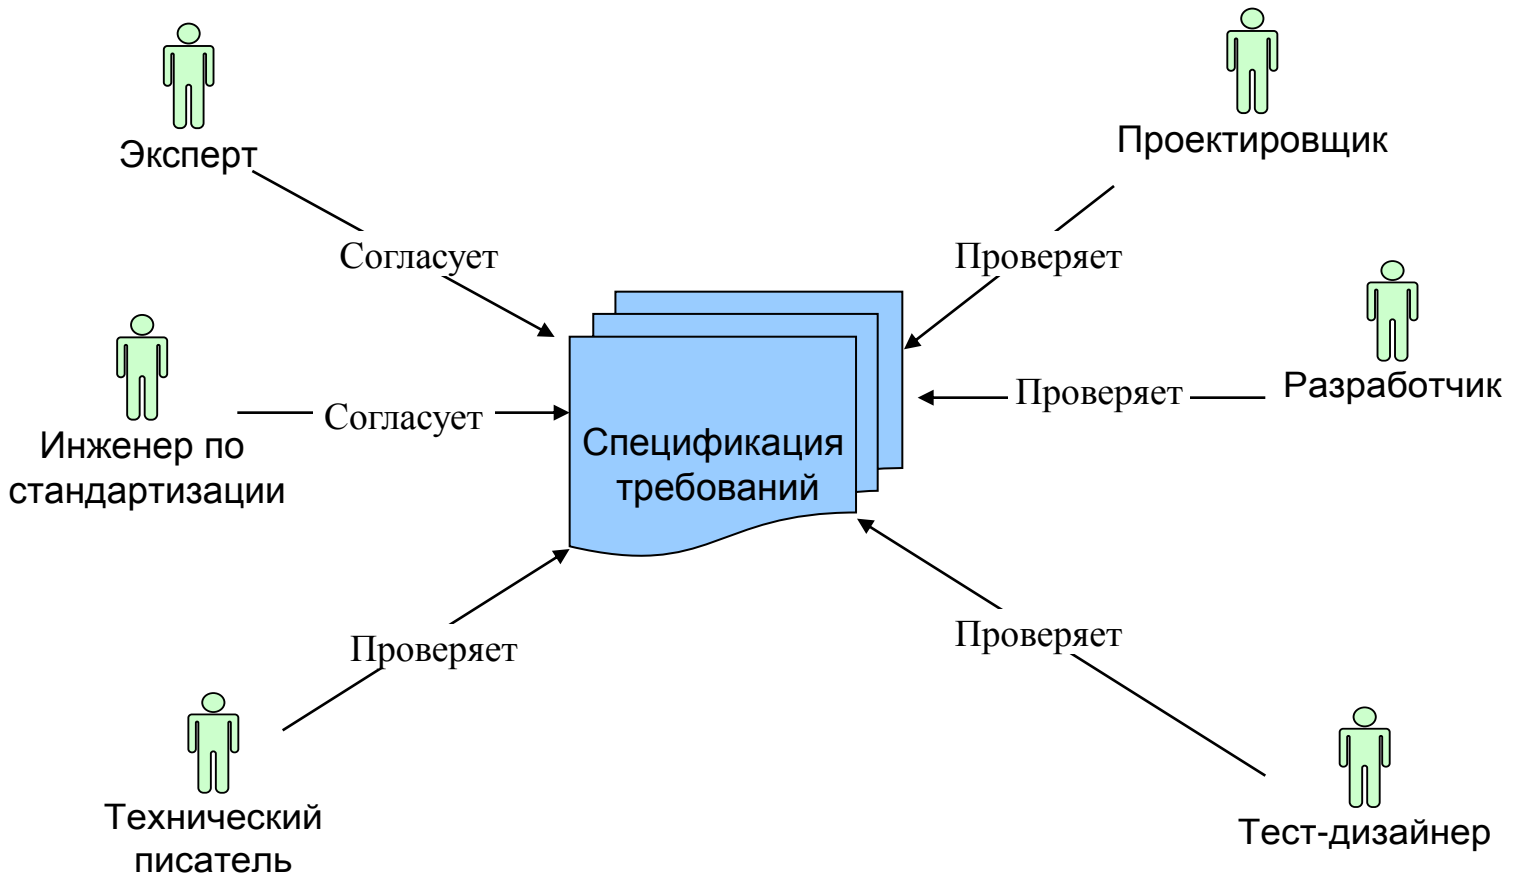 Эксперт
Проектировщик
Согласует
Проверяет
Проверяет
Разработчик
Согласует
Инженер по
стандартизации
Спецификация
требований
Проверяет
Проверяет
Технический
писатель
Тест-дизайнер